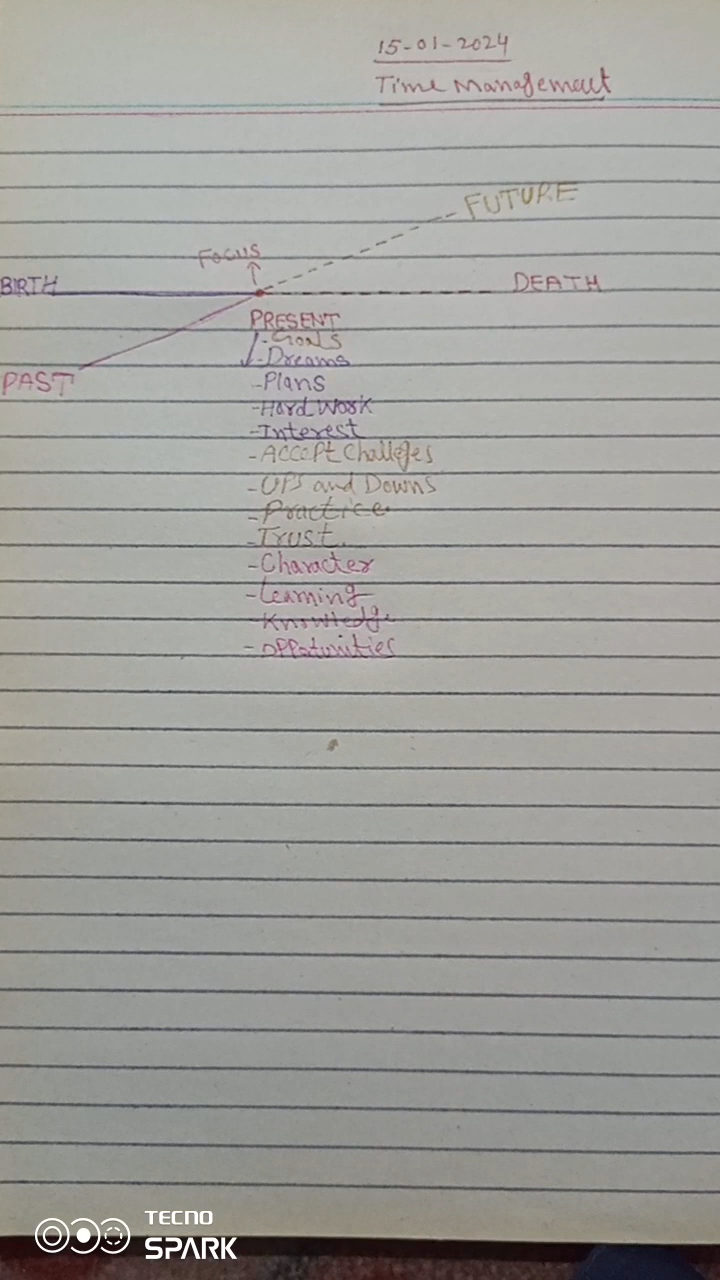 15-01-2024
Time Management
FUTURE
FOCUS
BIRTH
DEATH
PRESENT
PAST
-Goals
-Dreams
-Plans
-Hard Work
-Interest
-Accept Challeges
-UPS and Downs
-Practice
-Trust.
-Character
-Learning
-Knowledge
-OPPatunities
TECNO
SPARK